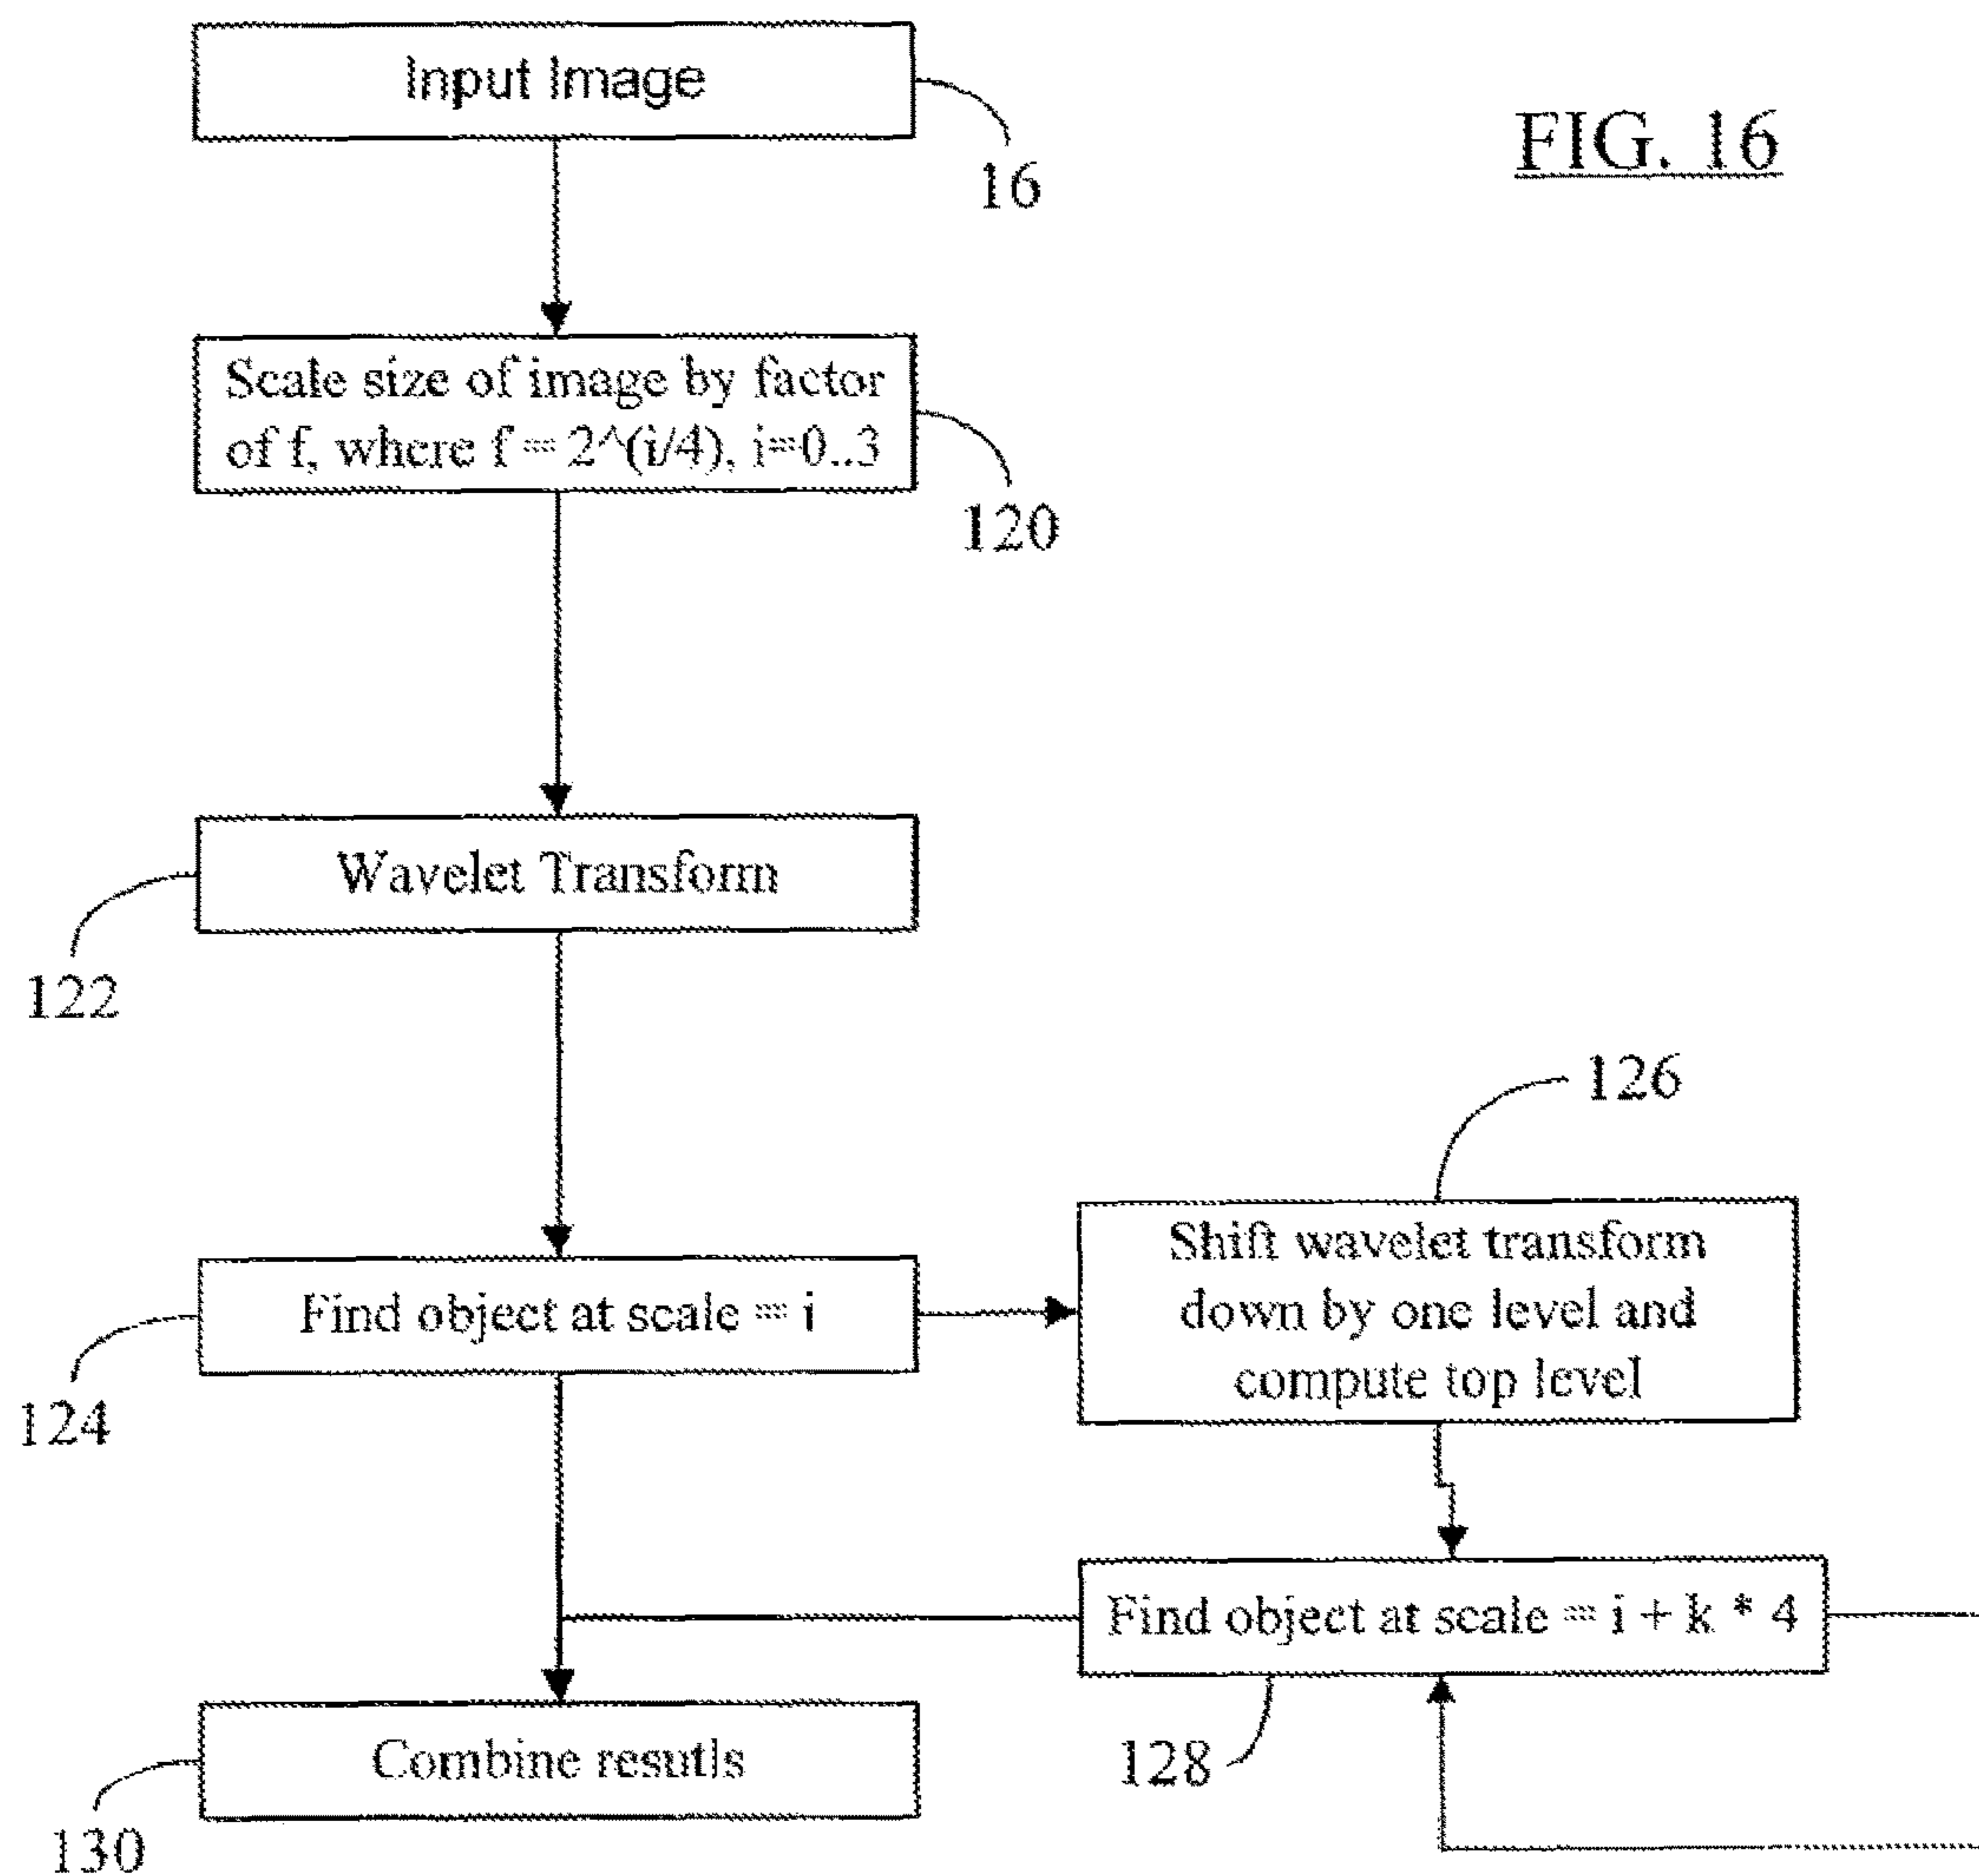 Input Image
16
FIG. 16
Scale size of image by factor
of f, where f = 2^(i/4), i=0..3
120
Wavelet Transform
122
126
Find object at scale = i
124
Shift wavelet transform
down by one level and
compute top level
Find object at scale = i + k * 4
128
Combine resutls
130